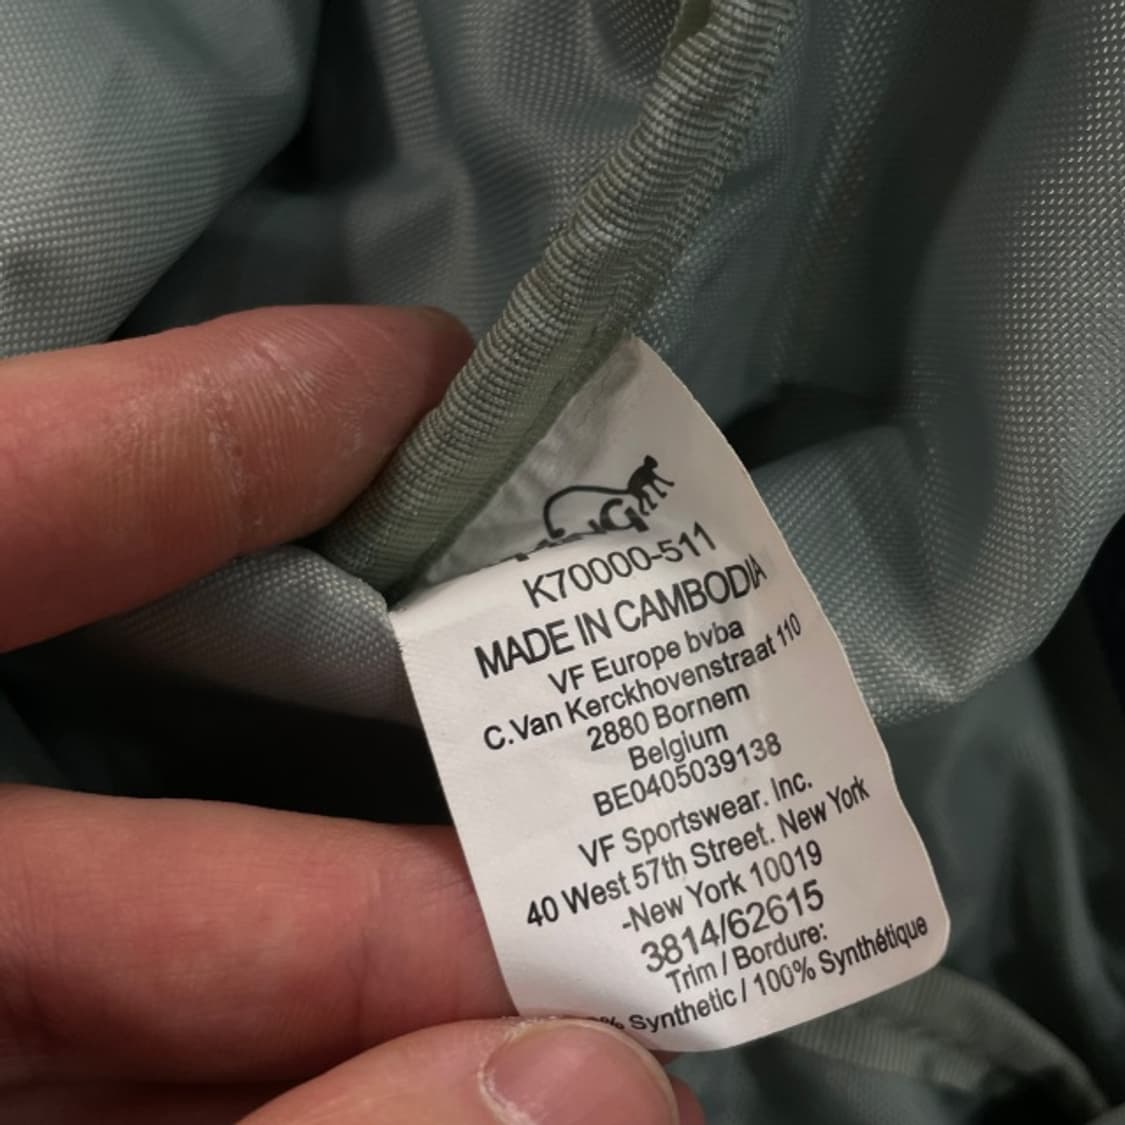 K70000-511
MADE IN CAMBODIA
VF Europe bvba
C.Van Kerckhovenstraat 110
2880 Bornem
Belgium
BE0405039138
VF Sportswear. Inc.
40 West 57th Street. New York
-New York 10019
3814/62615
Trim / Bordure:
% Synthetic / 100% Synthétique